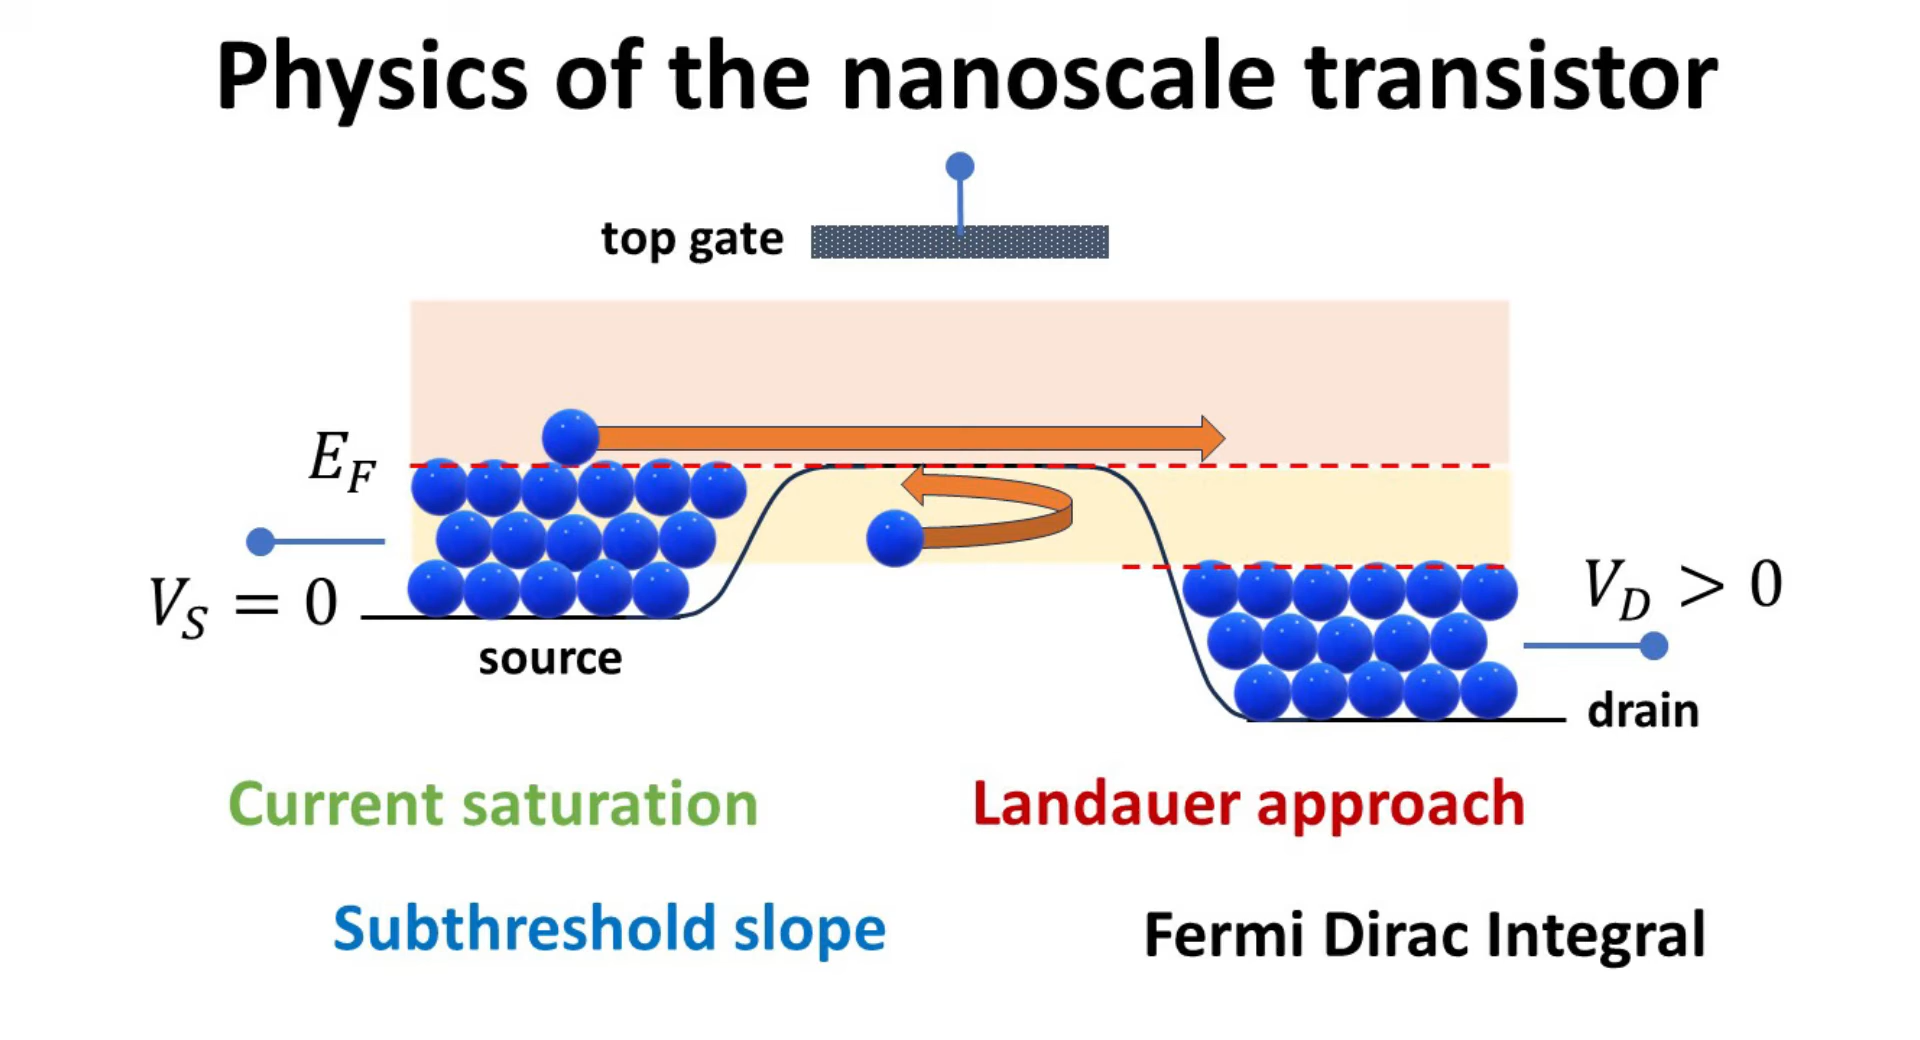 Physics of the nanoscale transistor
top gate
E_F
V_S = 0
source
V_D > 0
drain
Current saturation
Landauer approach
Subthreshold slope
Fermi Dirac Integral